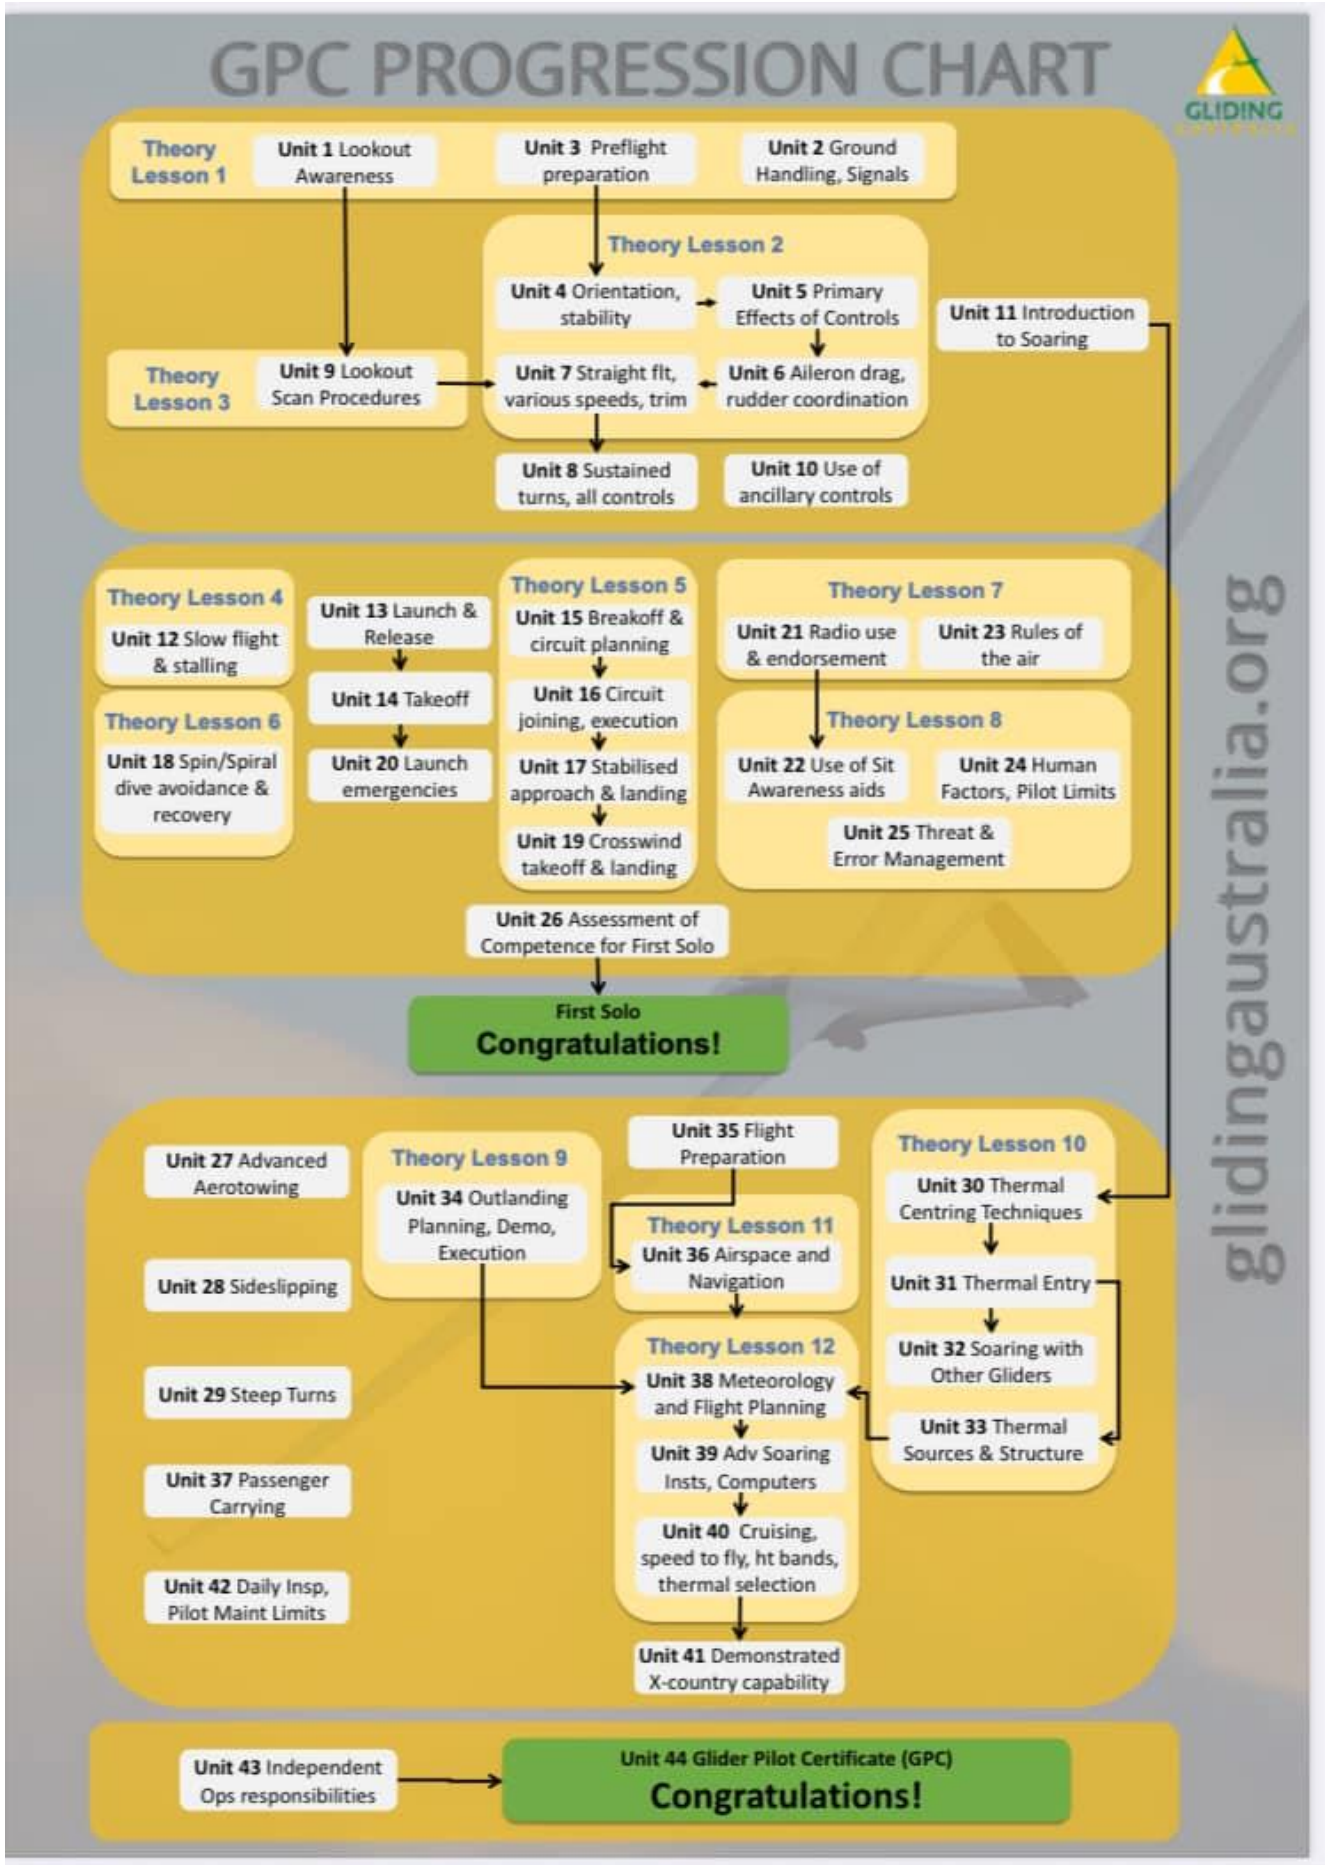 GPC PROGRESSION CHART
GLIDING
AUSTRALIA
Theory
Lesson 1
Unit 1 Lookout
Awareness
Unit 3 Preflight
preparation
Unit 2 Ground
Handling, Signals
Theory Lesson 2
Unit 4 Orientation,
stability
Unit 5 Primary
Effects of Controls
Unit 11 Introduction
to Soaring
Theory
Lesson 3
Unit 9 Lookout
Scan Procedures
Unit 7 Straight flt,
various speeds, trim
Unit 6 Aileron drag,
rudder coordination
Unit 8 Sustained
turns, all controls
Unit 10 Use of
ancillary controls
Theory Lesson 4
Unit 12 Slow flight
& stalling
Theory Lesson 6
Unit 18 Spin/Spiral
dive avoidance &
recovery
Unit 13 Launch &
Release
Unit 14 Takeoff
Unit 20 Launch
emergencies
Theory Lesson 5
Unit 15 Breakoff &
circuit planning
Unit 16 Circuit
joining, execution
Unit 17 Stabilised
approach & landing
Unit 19 Crosswind
takeoff & landing
Theory Lesson 7
Unit 21 Radio use
& endorsement
Unit 23 Rules of
the air
Theory Lesson 8
Unit 22 Use of Sit
Awareness aids
Unit 24 Human
Factors, Pilot Limits
Unit 25 Threat &
Error Management
Unit 26 Assessment of
Competence for First Solo
First Solo
Congratulations!
glidingaustralia.org
Unit 27 Advanced
Aerotowing
Unit 28 Sideslipping
Unit 29 Steep Turns
Unit 37 Passenger
Carrying
Unit 42 Daily Insp,
Pilot Maint Limits
Theory Lesson 9
Unit 34 Outlanding
Planning, Demo,
Execution
Unit 35 Flight
Preparation
Theory Lesson 11
Unit 36 Airspace and
Navigation
Theory Lesson 12
Unit 38 Meteorology
and Flight Planning
Unit 39 Adv Soaring
Insts, Computers
Unit 40 Cruising,
speed to fly, ht bands,
thermal selection
Unit 41 Demonstrated
X-country capability
Theory Lesson 10
Unit 30 Thermal
Centring Techniques
Unit 31 Thermal Entry
Unit 32 Soaring with
Other Gliders
Unit 33 Thermal
Sources & Structure
Unit 43 Independent
Ops responsibilities
Unit 44 Glider Pilot Certificate (GPC)
Congratulations!